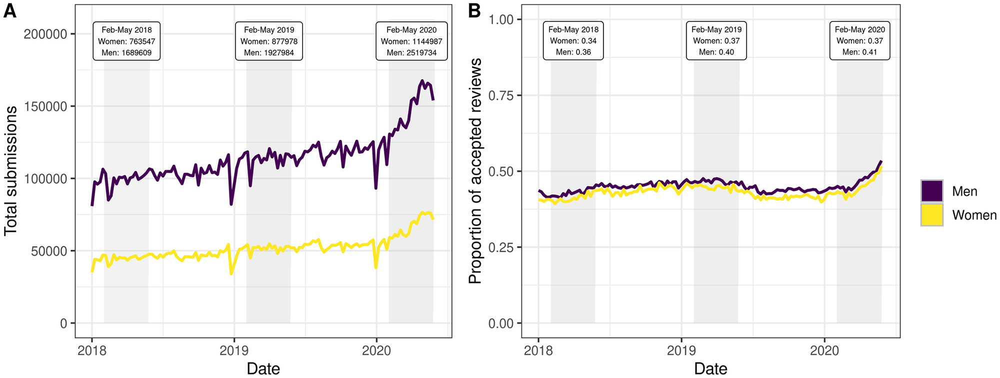 A
Total submissions
200000
150000
100000
50000
0
Feb-May 2018
Women: 763547
Men: 1689609
Feb-May 2019
Women: 877978
Men: 1927984
Feb-May 2020
Women: 1144987
Men: 2519734
2018
2019
2020
Date
B
Proportion of accepted reviews
1.00
0.75
0.50
0.25
0.00
Feb-May 2018
Women: 0.34
Men: 0.36
Feb-May 2019
Women: 0.37
Men: 0.40
Feb-May 2020
Women: 0.37
Men: 0.41
2018
2019
2020
Date
Men
Women